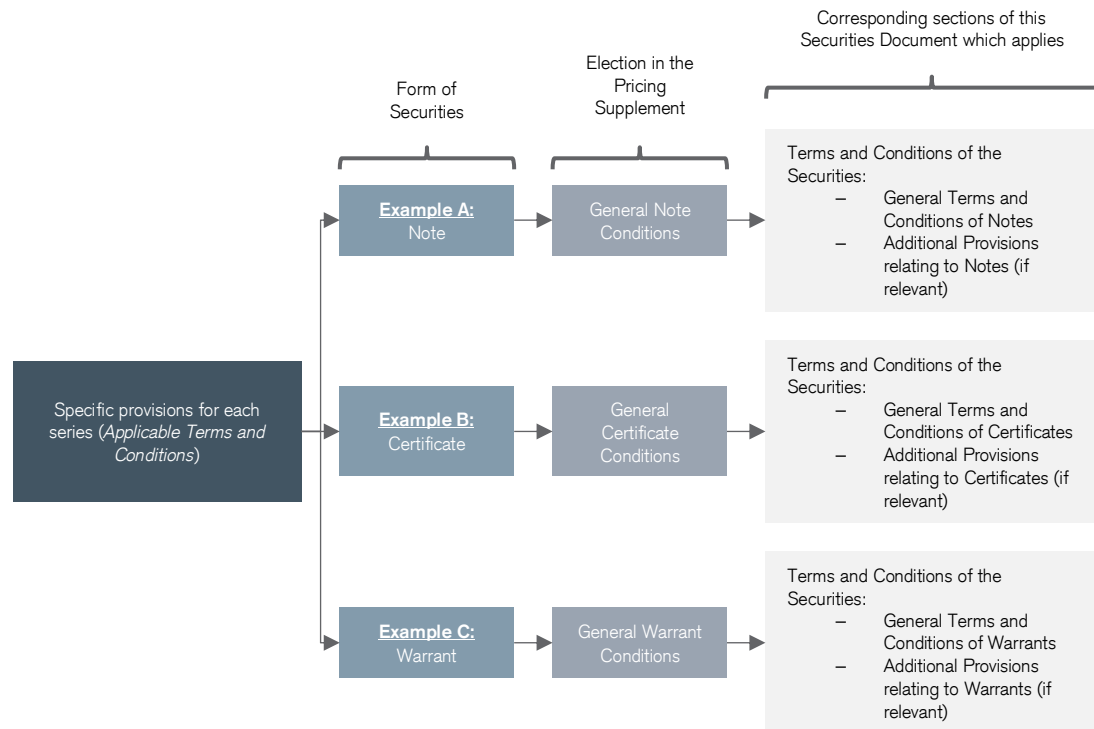 Corresponding sections of this
Securities Document which applies
Election in the
Pricing
Supplement
Form of
Securities
Example A:
Note
General Note
Conditions
Terms and Conditions of the
Securities:
– General Terms and
Conditions of Notes
– Additional Provisions
relating to Notes (if
relevant)
Specific provisions for each
series (Applicable Terms and
Conditions)
Example B:
Certificate
General
Certificate
Conditions
Terms and Conditions of the
Securities:
– General Terms and
Conditions of Certificates
– Additional Provisions
relating to Certificates (if
relevant)
Example C:
Warrant
General Warrant
Conditions
Terms and Conditions of the
Securities:
– General Terms and
Conditions of Warrants
– Additional Provisions
relating to Warrants (if
relevant)